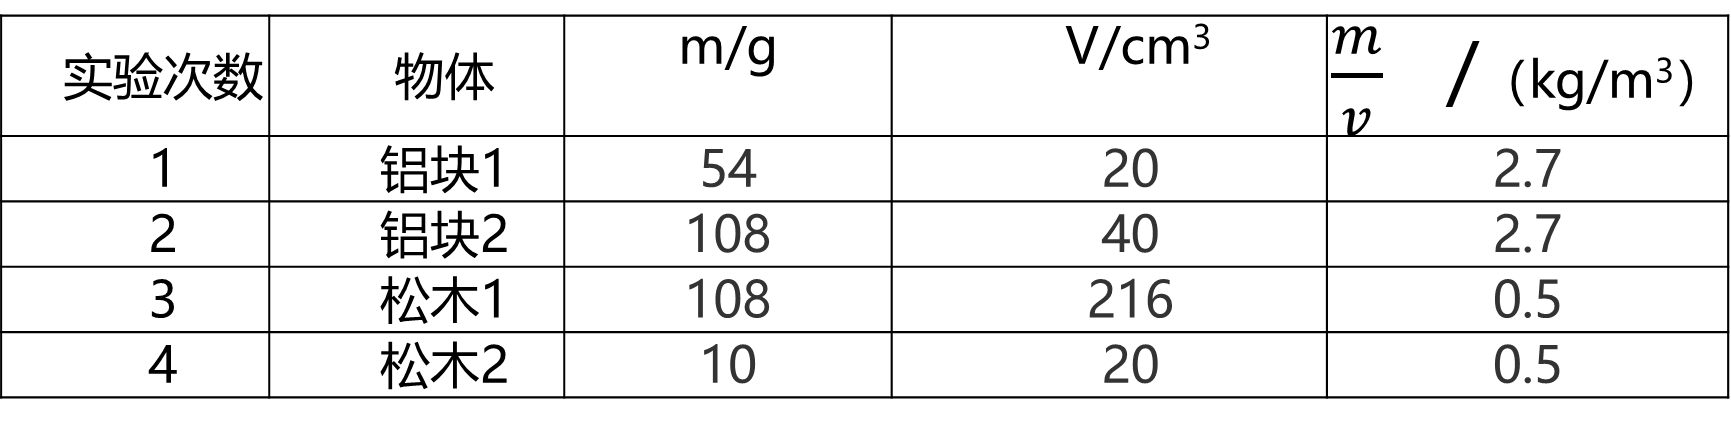 实验次数 物体 m/g V/cm³ m/v / （kg/m³）
1 铝块1 54 20 2.7
2 铝块2 108 40 2.7
3 松木1 108 216 0.5
4 松木2 10 20 0.5